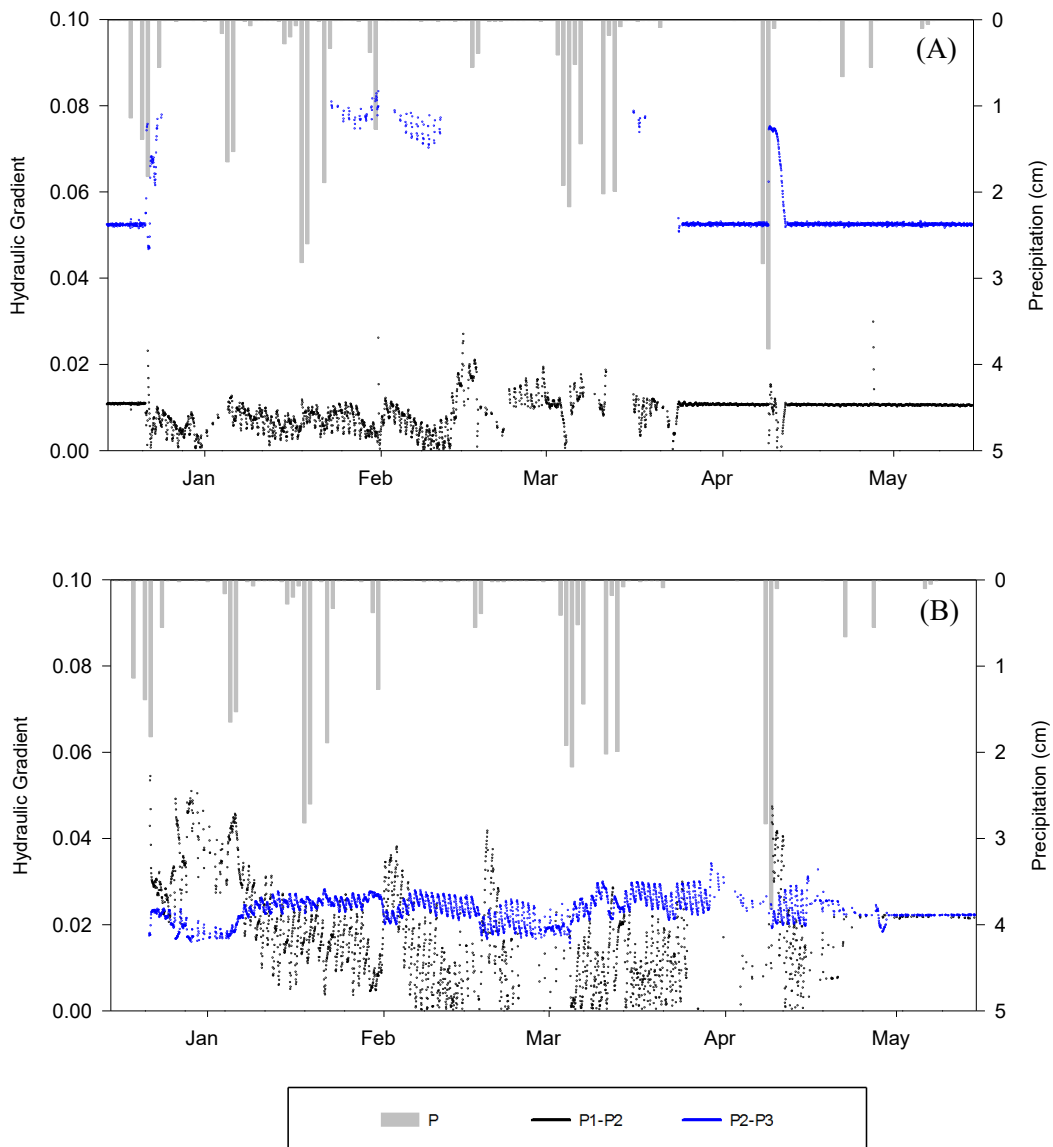 0.10
0
(A)
0.08
1
0.06
2
0.04
3
0.02
4
0.00
5
Hydraulic Gradient
Precipitation (cm)
Jan Feb Mar Apr May
0.10
0
(B)
0.08
1
0.06
2
0.04
3
0.02
4
0.00
5
Hydraulic Gradient
Precipitation (cm)
Jan Feb Mar Apr May
P P1-P2 P2-P3